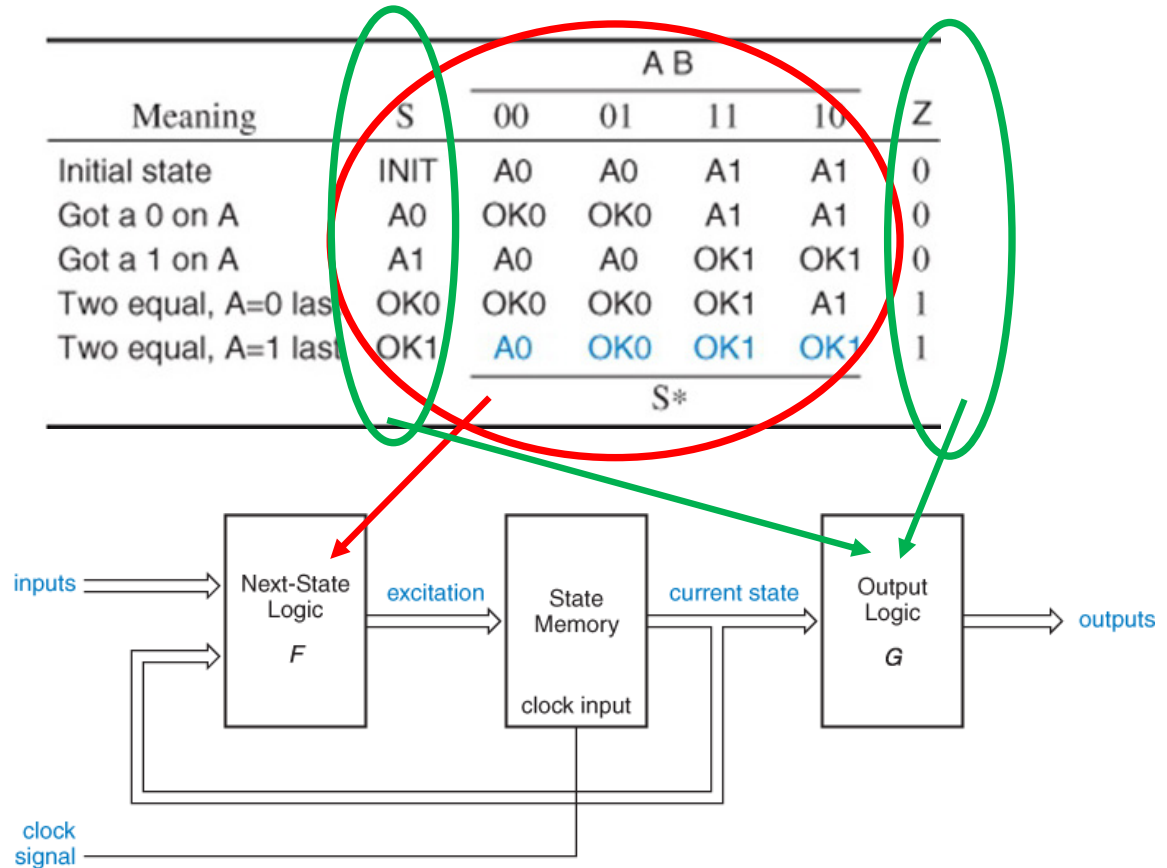 A B
Meaning S 00 01 11 10 Z
Initial state INIT A0 A0 A1 A1 0
Got a 0 on A A0 OK0 OK0 A1 A1 0
Got a 1 on A A1 A0 A0 OK1 OK1 0
Two equal, A=0 las OK0 OK0 OK0 OK1 A1 1
Two equal, A=1 last OK1 A0 OK0 OK1 OK1 1
S*
inputs
Next-State
Logic
F
excitation
State
Memory
clock input
current state
Output
Logic
G
outputs
clock
signal